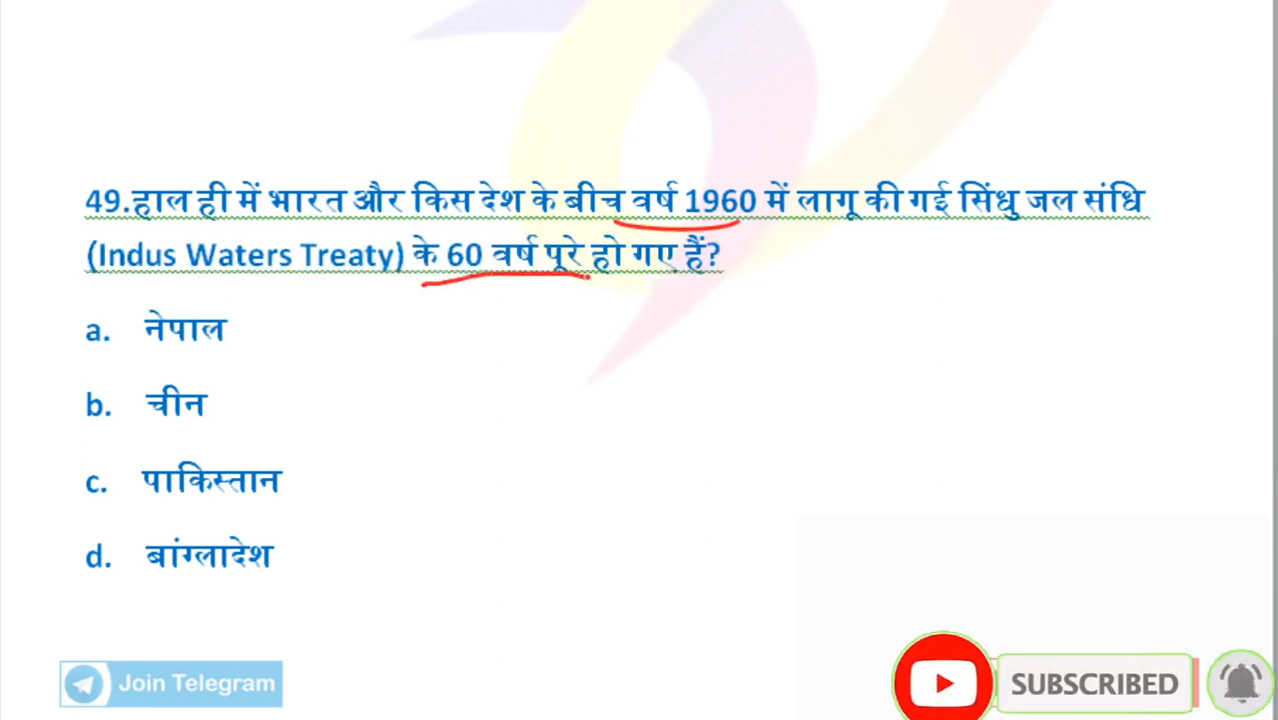 49.हाल ही में भारत और किस देश के बीच वर्ष 1960 में लागू की गई सिंधु जल संधि
(Indus Waters Treaty) के 60 वर्ष पूरे हो गए हैं?
a. नेपाल
b. चीन
c. पाकिस्तान
d. बांग्लादेश
Join Telegram
SUBSCRIBED